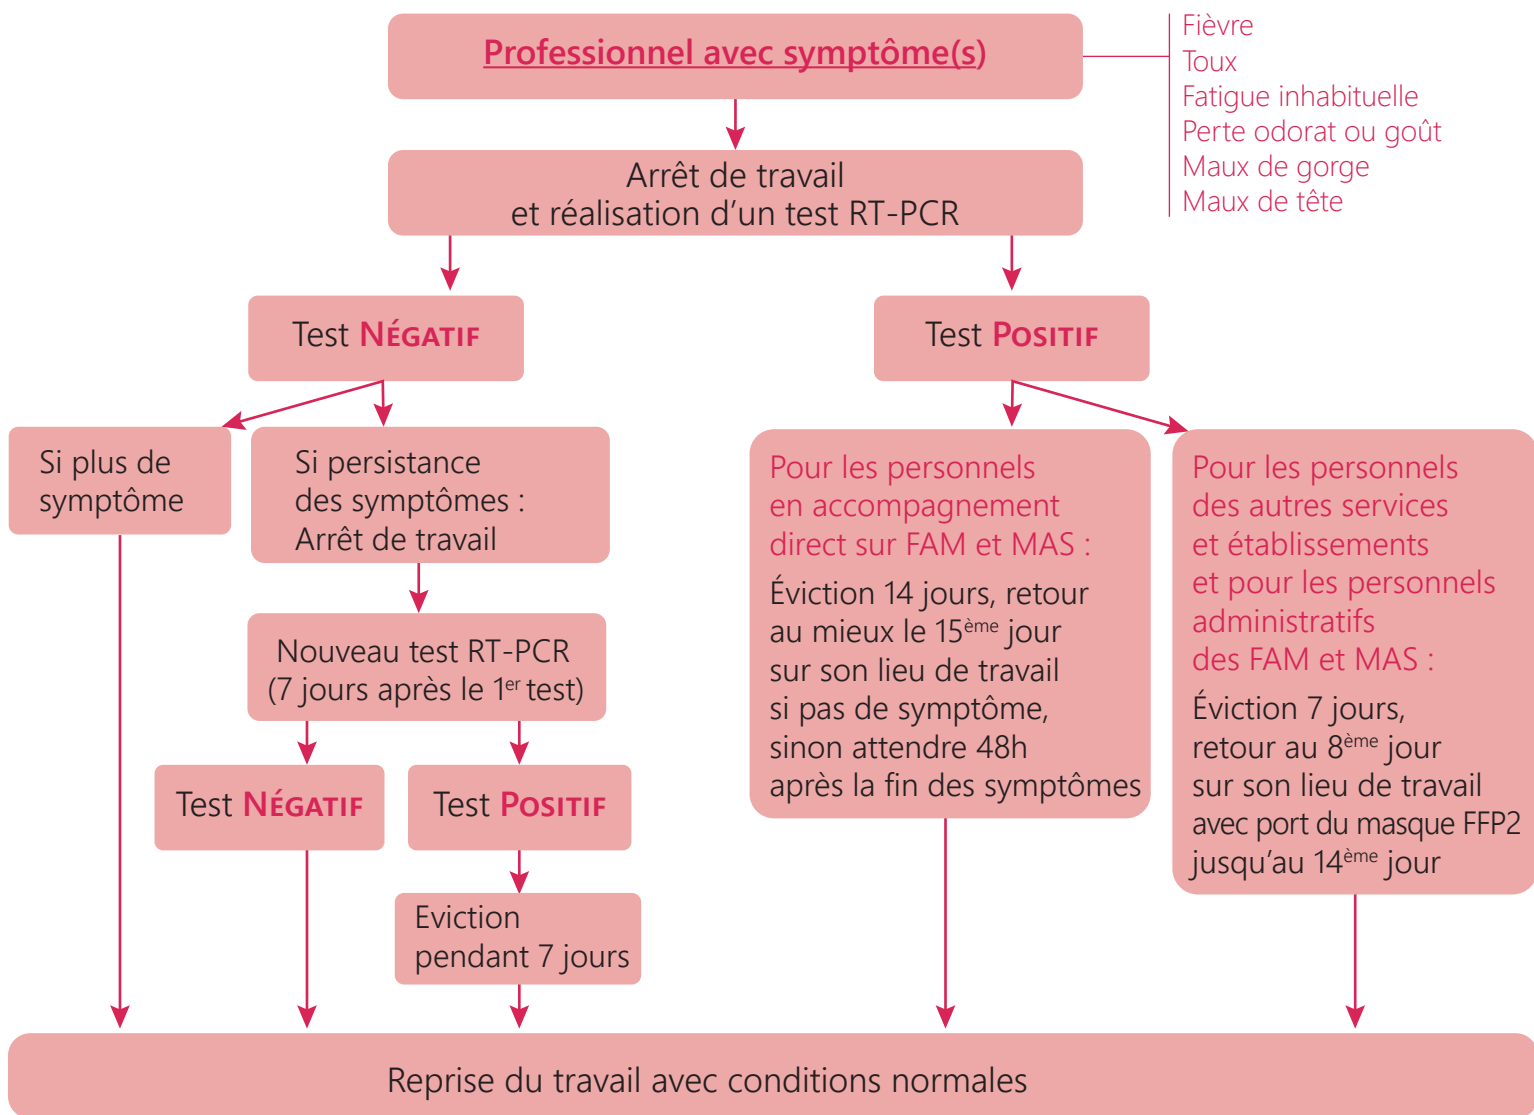 Professionnel avec symptôme(s)
Fièvre
Toux
Fatigue inhabituelle
Perte odorat ou goût
Maux de gorge
Maux de tête
Arrêt de travail
et réalisation d’un test RT-PCR
Test NÉGATIF
Test POSITIF
Si plus de
symptôme
Si persistance
des symptômes :
Arrêt de travail
Nouveau test RT-PCR
(7 jours après le 1er test)
Test NÉGATIF
Test POSITIF
Eviction
pendant 7 jours
Pour les personnels
en accompagnement
direct sur FAM et MAS :
Éviction 14 jours, retour
au mieux le 15ème jour
sur son lieu de travail
si pas de symptôme,
sinon attendre 48h
après la fin des symptômes
Pour les personnels
des autres services
et établissements
et pour les personnels
administratifs
des FAM et MAS :
Éviction 7 jours,
retour au 8ème jour
sur son lieu de travail
avec port du masque FFP2
jusqu’au 14ème jour
Reprise du travail avec conditions normales